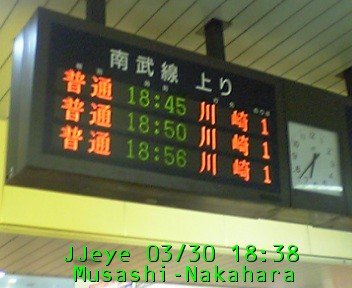 南武線 上り
普通 18:45 川崎 1
普通 18:50 川崎 1
普通 18:56 川崎 1
JJeye 03/30 18:38
Musashi-Nakahara